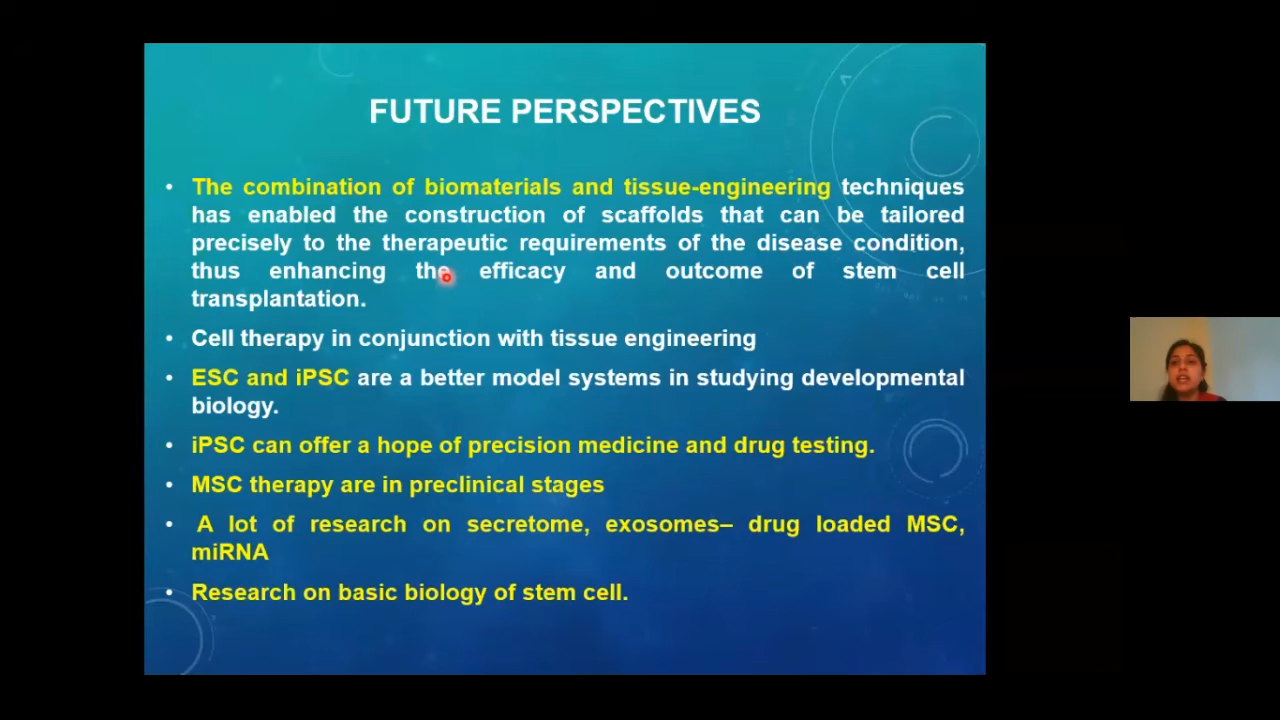 FUTURE PERSPECTIVES
• The combination of biomaterials and tissue-engineering techniques
has enabled the construction of scaffolds that can be tailored
precisely to the therapeutic requirements of the disease condition,
thus enhancing the efficacy and outcome of stem cell
transplantation.
• Cell therapy in conjunction with tissue engineering
• ESC and iPSC are a better model systems in studying developmental
biology.
• iPSC can offer a hope of precision medicine and drug testing.
• MSC therapy are in preclinical stages
• A lot of research on secretome, exosomes– drug loaded MSC,
miRNA
• Research on basic biology of stem cell.